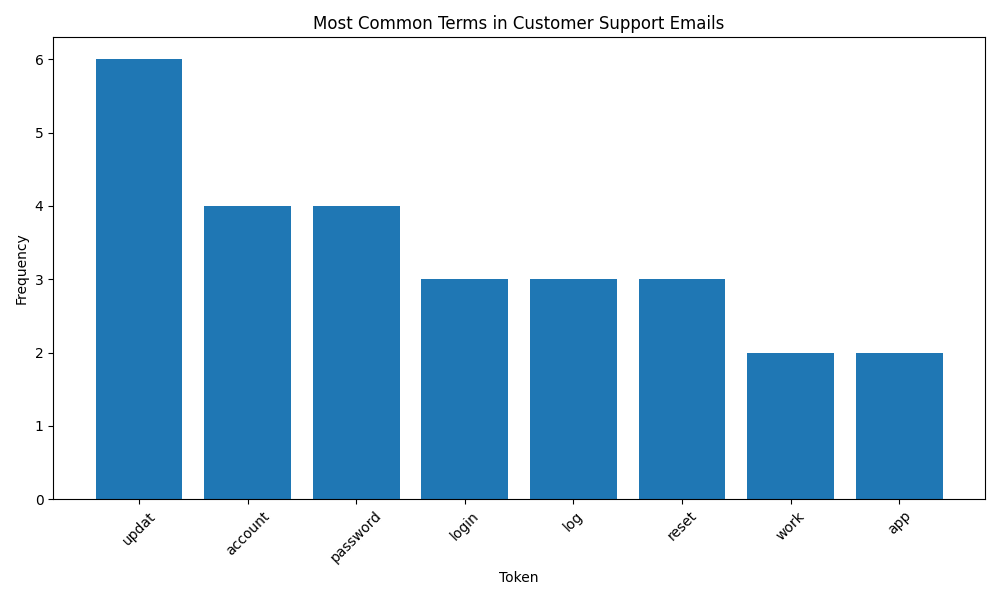 Most Common Terms in Customer Support Emails
6
5
4
3
2
1
0
Frequency
updat
account
password
login
log
reset
work
app
Token